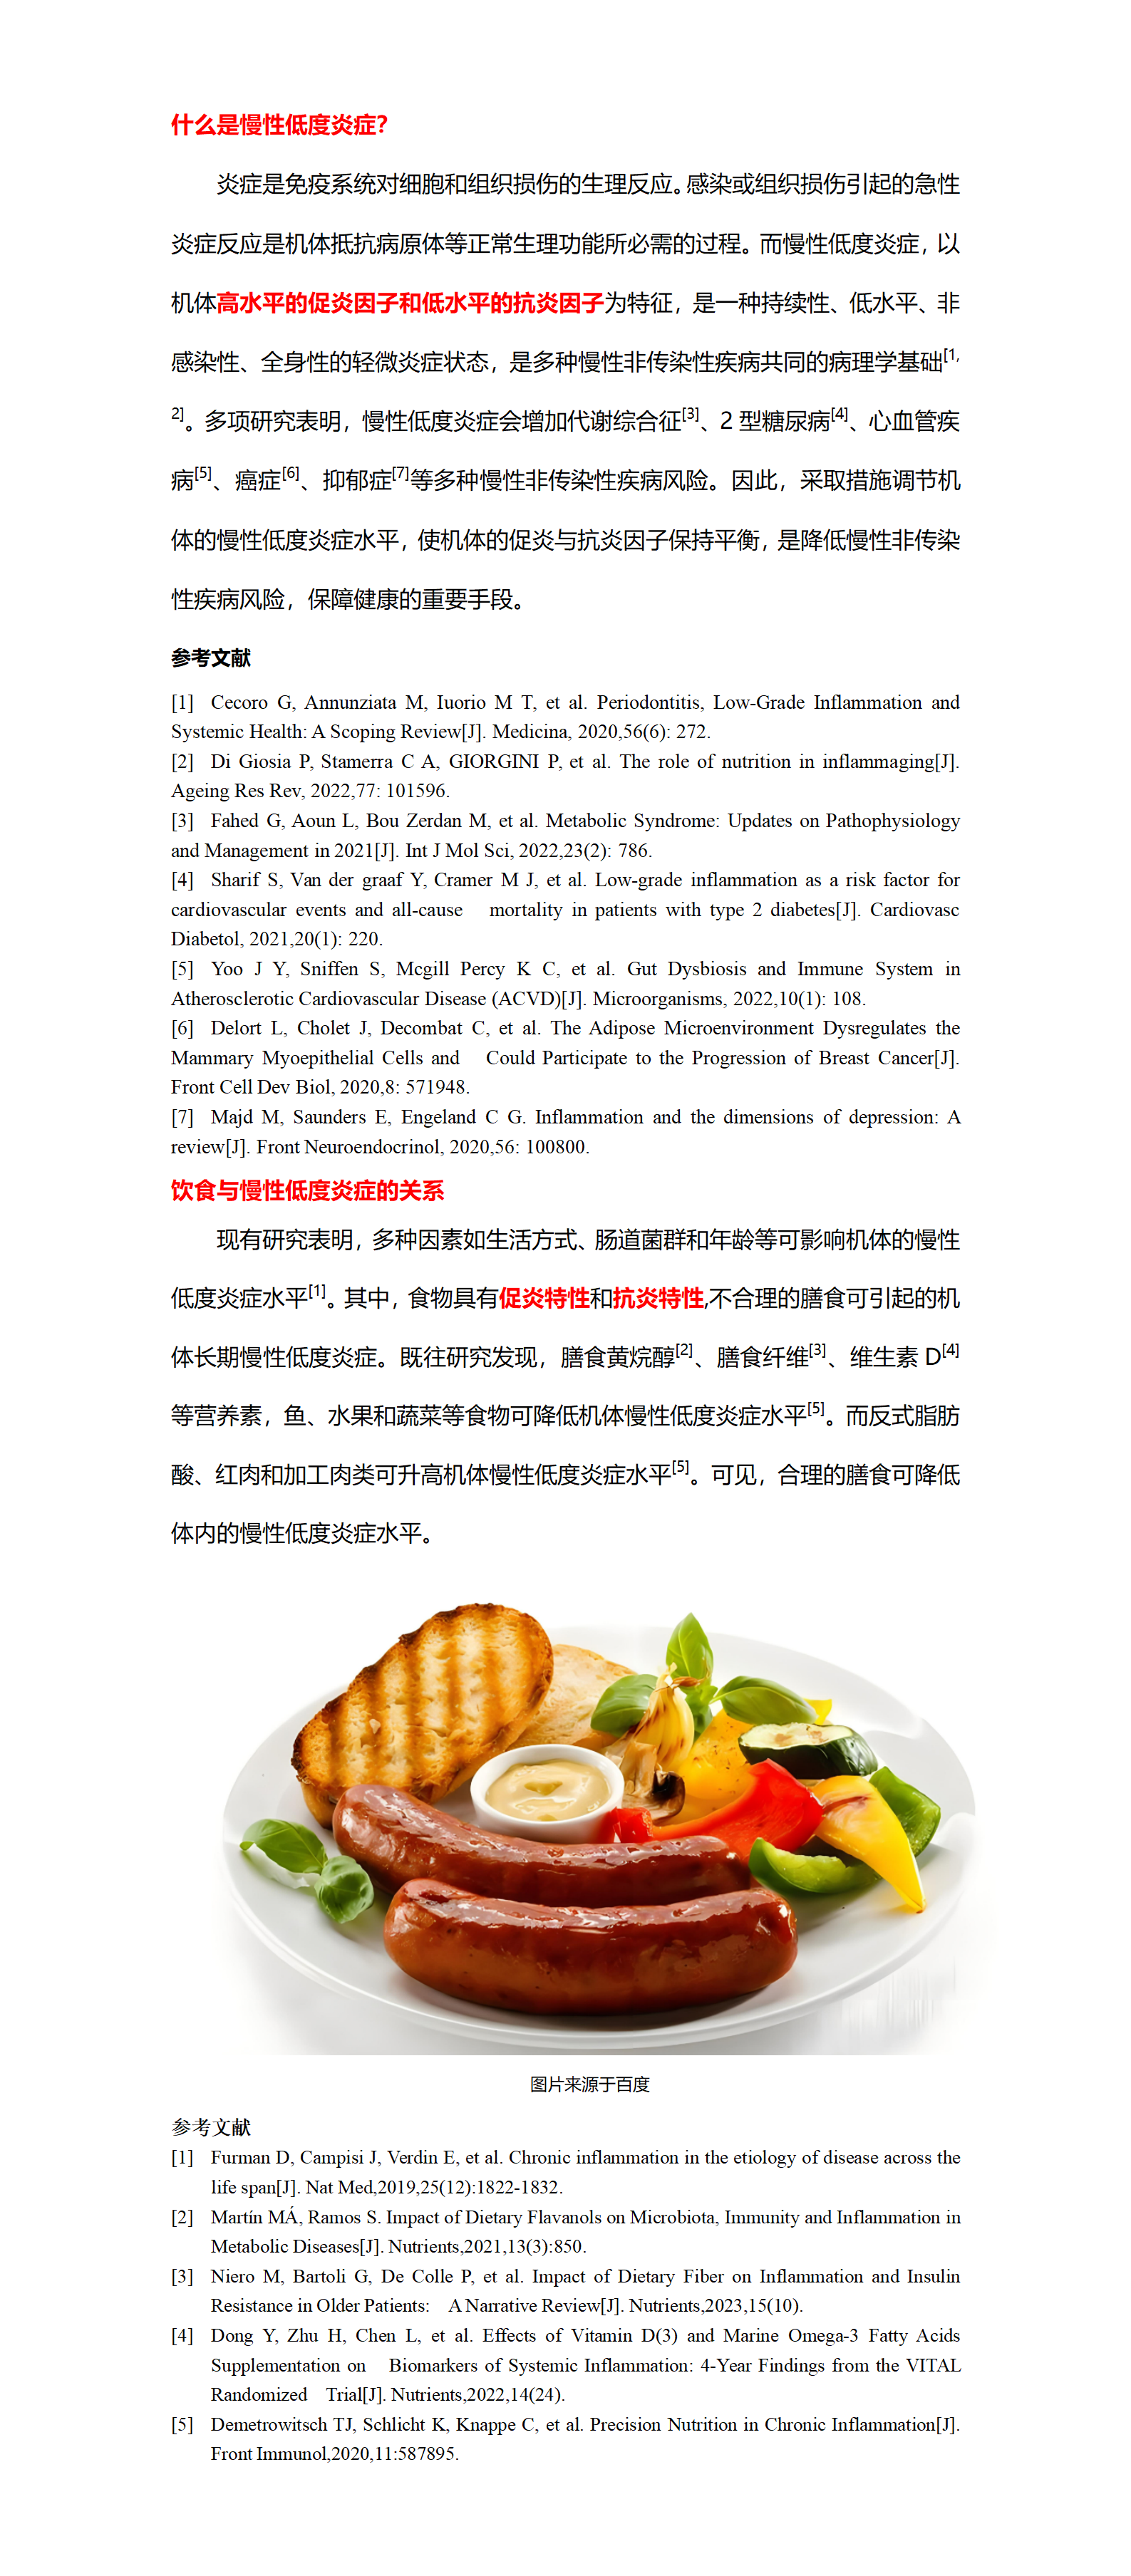 什么是慢性低度炎症?
炎症是免疫系统对细胞和组织损伤的生理反应。感染或组织损伤引起的急性
炎症反应是机体抵抗病原体等正常生理功能所必需的过程。而慢性低度炎症，以
机体高水平的促炎因子和低水平的抗炎因子为特征，是一种持续性、低水平、非
感染性、全身性的轻微炎症状态，是多种慢性非传染性疾病共同的病理学基础[1,
2]。多项研究表明，慢性低度炎症会增加代谢综合征[3]、2 型糖尿病[4]、心血管疾
病[5]、癌症[6]、抑郁症[7]等多种慢性非传染性疾病风险。因此，采取措施调节机
体的慢性低度炎症水平，使机体的促炎与抗炎因子保持平衡，是降低慢性非传染
性疾病风险，保障健康的重要手段。
参考文献
[1] Cecoro G, Annunziata M, Iuorio M T, et al. Periodontitis, Low-Grade Inflammation and
Systemic Health: A Scoping Review[J]. Medicina, 2020,56(6): 272.
[2] Di Giosia P, Stamerra C A, GIORGINI P, et al. The role of nutrition in inflammaging[J].
Ageing Res Rev, 2022,77: 101596.
[3] Fahed G, Aoun L, Bou Zerdan M, et al. Metabolic Syndrome: Updates on Pathophysiology
and Management in 2021[J]. Int J Mol Sci, 2022,23(2): 786.
[4] Sharif S, Van der graaf Y, Cramer M J, et al. Low-grade inflammation as a risk factor for
cardiovascular events and all-cause mortality in patients with type 2 diabetes[J]. Cardiovasc
Diabetol, 2021,20(1): 220.
[5] Yoo J Y, Sniffen S, Mcgill Percy K C, et al. Gut Dysbiosis and Immune System in
Atherosclerotic Cardiovascular Disease (ACVD)[J]. Microorganisms, 2022,10(1): 108.
[6] Delort L, Cholet J, Decombat C, et al. The Adipose Microenvironment Dysregulates the
Mammary Myoepithelial Cells and Could Participate to the Progression of Breast Cancer[J].
Front Cell Dev Biol, 2020,8: 571948.
[7] Majd M, Saunders E, Engeland C G. Inflammation and the dimensions of depression: A
review[J]. Front Neuroendocrinol, 2020,56: 100800.
饮食与慢性低度炎症的关系
现有研究表明，多种因素如生活方式、肠道菌群和年龄等可影响机体的慢性
低度炎症水平[1]。其中，食物具有促炎特性和抗炎特性,不合理的膳食可引起的机
体长期慢性低度炎症。既往研究发现，膳食黄烷醇[2]、膳食纤维[3]、维生素 D[4]
等营养素，鱼、水果和蔬菜等食物可降低机体慢性低度炎症水平[5]。而反式脂肪
酸、红肉和加工肉类可升高机体慢性低度炎症水平[5]。可见，合理的膳食可降低
体内的慢性低度炎症水平。
图片来源于百度
参考文献
[1] Furman D, Campisi J, Verdin E, et al. Chronic inflammation in the etiology of disease across the
life span[J]. Nat Med,2019,25(12):1822-1832.
[2] Martín MÁ, Ramos S. Impact of Dietary Flavanols on Microbiota, Immunity and Inflammation in
Metabolic Diseases[J]. Nutrients,2021,13(3):850.
[3] Niero M, Bartoli G, De Colle P, et al. Impact of Dietary Fiber on Inflammation and Insulin
Resistance in Older Patients: A Narrative Review[J]. Nutrients,2023,15(10).
[4] Dong Y, Zhu H, Chen L, et al. Effects of Vitamin D(3) and Marine Omega-3 Fatty Acids
Supplementation on Biomarkers of Systemic Inflammation: 4-Year Findings from the VITAL
Randomized Trial[J]. Nutrients,2022,14(24).
[5] Demetrowitsch TJ, Schlicht K, Knappe C, et al. Precision Nutrition in Chronic Inflammation[J].
Front Immunol,2020,11:587895.